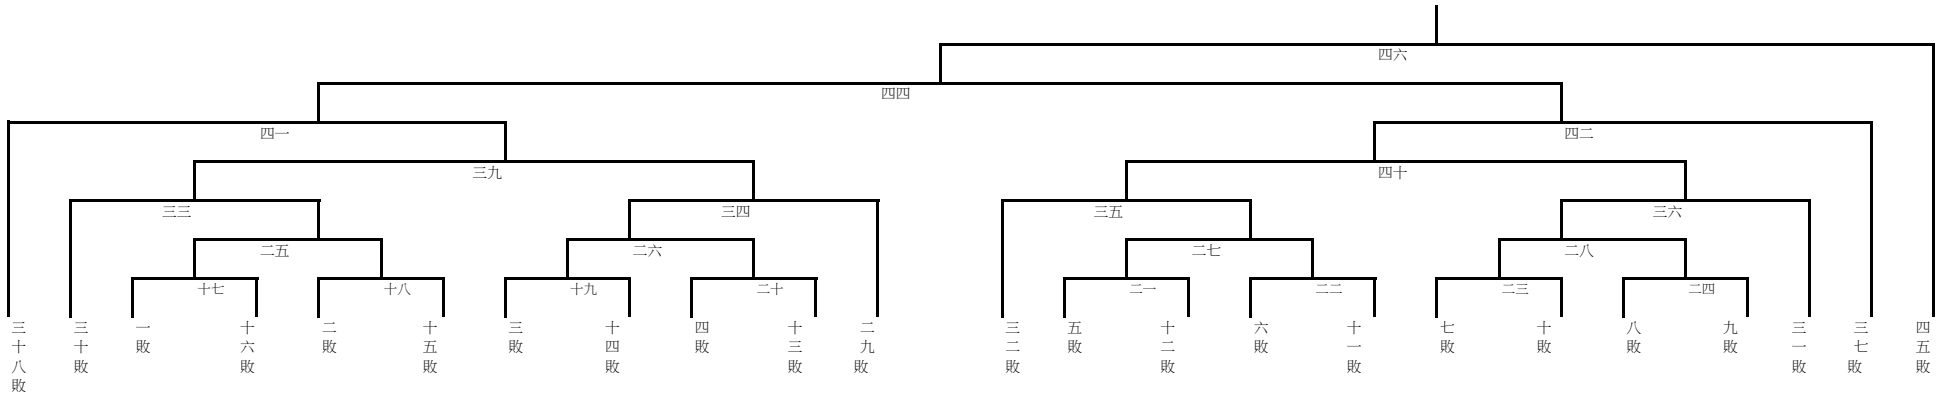 四六
四四
四一
四二
三九
四十
三三
三四
三五
三六
二五
二六
二七
二八
十七
十八
十九
二十
二一
二二
二三
二四
三十八敗
三十敗
一敗
十六敗
二敗
十五敗
三敗
十四敗
四敗
十三敗
二九敗
三二敗
五敗
十二敗
六敗
十一敗
七敗
十敗
八敗
九敗
三一敗
三七敗
四五敗